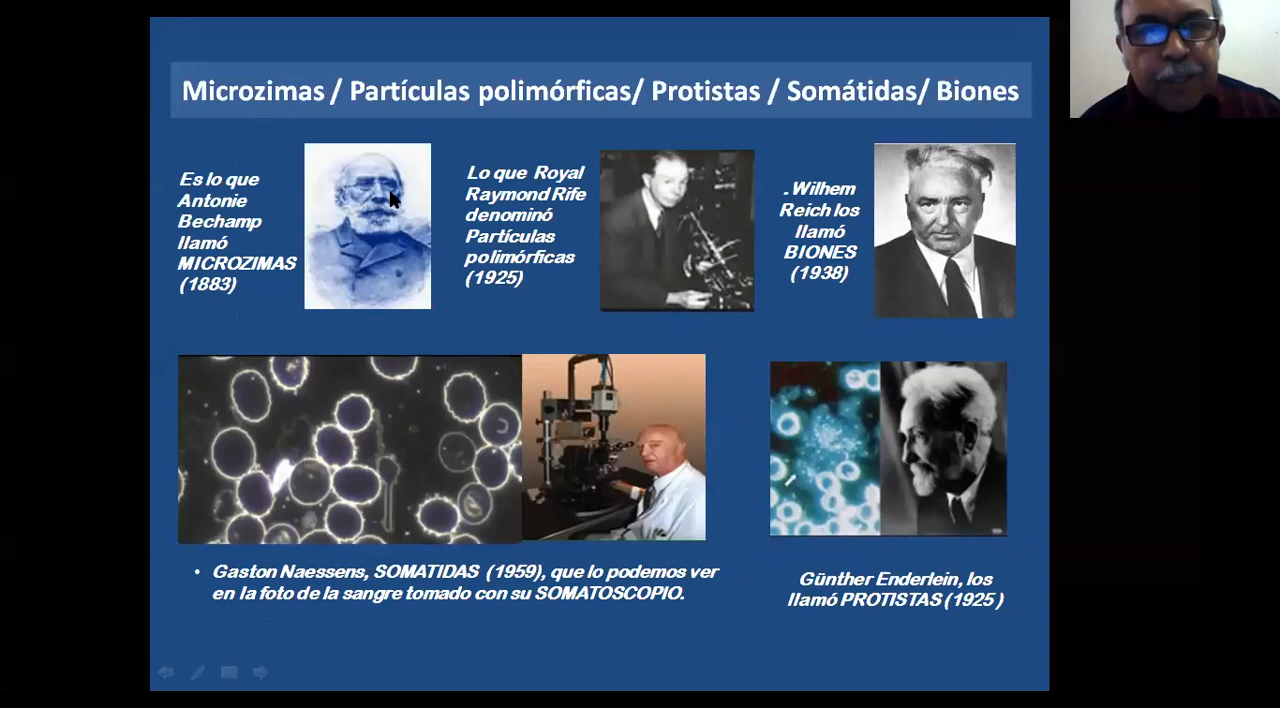 Microzimas / Partículas polimórficas/ Protistas / Somátidas/ Biones
Es lo que
Antonie
Bechamp
llamó
MICROZIMAS
(1883)
Lo que Royal
Raymond Rife
denominó
Partículas
polimórficas
(1925)
. Wilhem
Reich los
llamó
BIONES
(1938)
• Gaston Naessens, SOMATIDAS (1959), que lo podemos ver
en la foto de la sangre tomado con su SOMATOSCOPIO.
Günther Enderlein, los
llamó PROTISTAS (1925 )